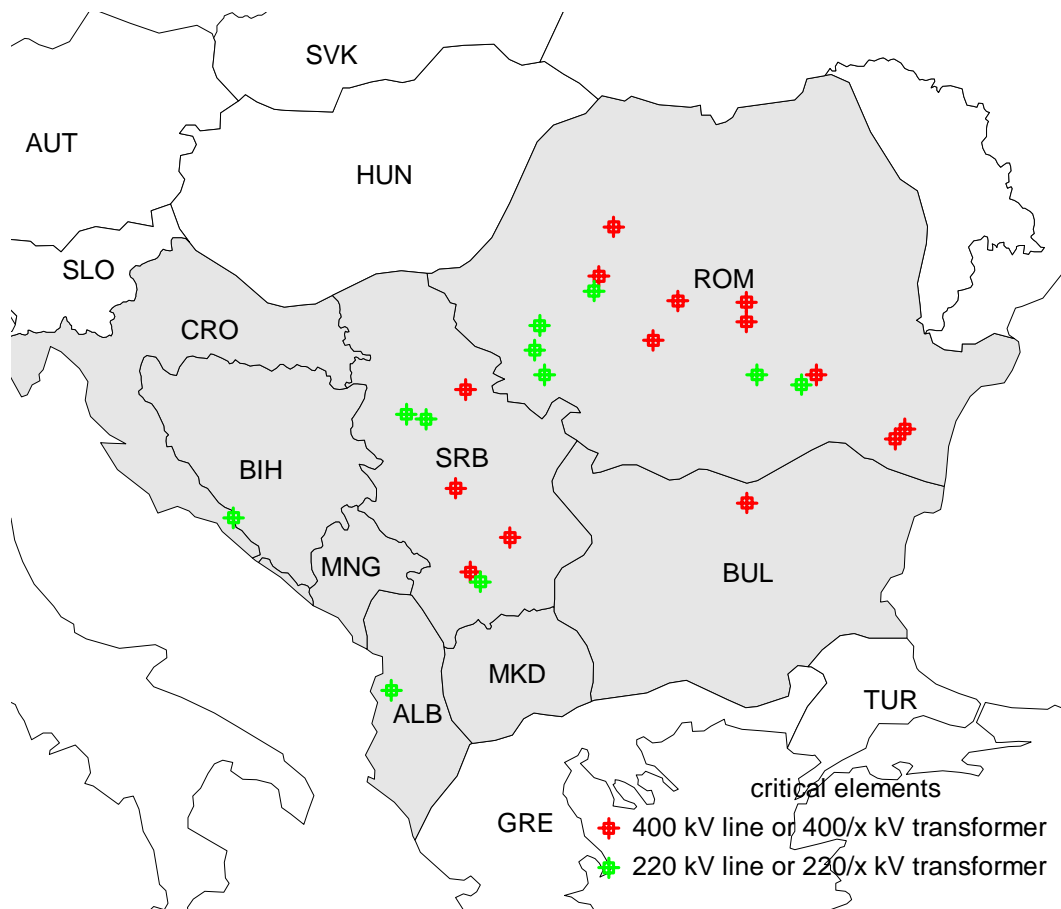 SVK
AUT
HUN
SLO
ROM
CRO
SRB
BIH
MNG
BUL
MKD
ALB
TUR
critical elements
GRE
400 kV line or 400/x kV transformer
220 kV line or 220/x kV transformer